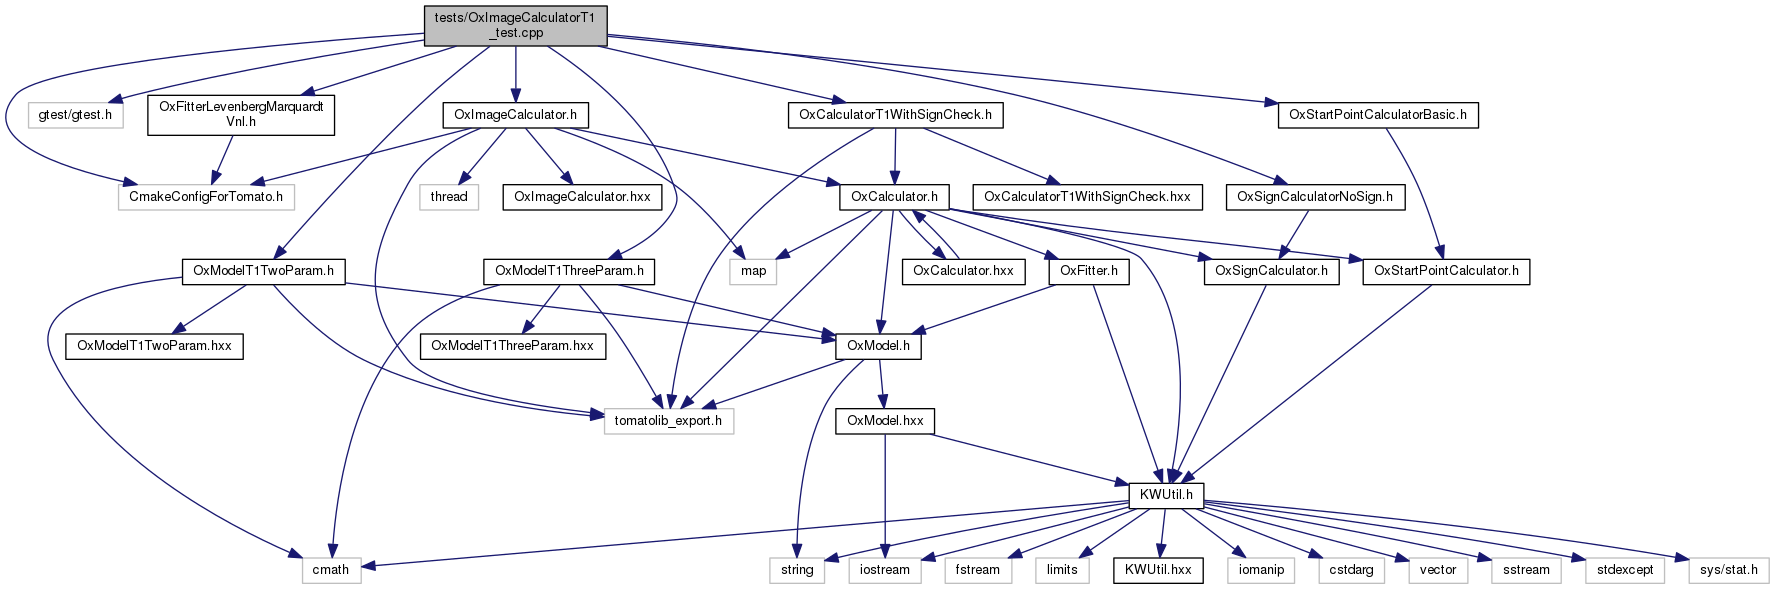 tests/OxImageCalculatorT1
_test.cpp
gtest/gtest.h
OxFitterLevenbergMarquardt
Vnl.h
OxImageCalculator.h
OxCalculatorT1WithSignCheck.h
OxStartPointCalculatorBasic.h
CmakeConfigForTomato.h
thread
OxImageCalculator.hxx
OxCalculator.h
OxCalculatorT1WithSignCheck.hxx
OxSignCalculatorNoSign.h
OxModelT1TwoParam.h
OxModelT1ThreeParam.h
map
OxCalculator.hxx
OxFitter.h
OxSignCalculator.h
OxStartPointCalculator.h
OxModelT1TwoParam.hxx
OxModelT1ThreeParam.hxx
OxModel.h
tomatolib_export.h
OxModel.hxx
KWUtil.h
cmath
string
iostream
fstream
limits
KWUtil.hxx
iomanip
cstdarg
vector
sstream
stdexcept
sys/stat.h